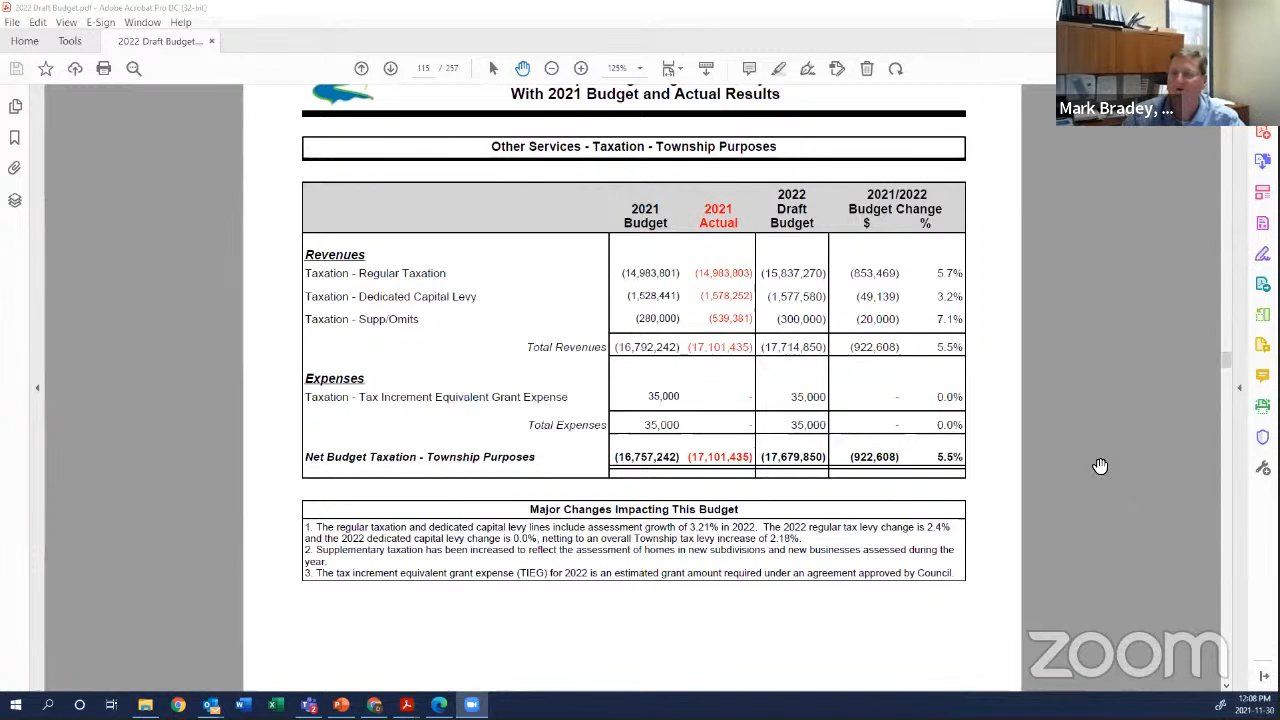 2022 Draft Budget.pdf - Adobe Acrobat Pro DC (32-bit)
File Edit View E-Sign Window Help
Home Tools 2022 Draft Budget... ×
115 / 257 125%
With 2021 Budget and Actual Results
Mark Bradey, ...
Other Services - Taxation - Township Purposes
2021 Budget 2021 Actual 2022 Draft Budget 2021/2022 Budget Change $ %
Revenues
Taxation - Regular Taxation (14,983,801) (14,983,803) (15,837,270) (853,469) 5.7%
Taxation - Dedicated Capital Levy (1,528,441) (1,578,252) (1,577,580) (49,139) 3.2%
Taxation - Supp/Omits (280,000) (539,381) (300,000) (20,000) 7.1%
Total Revenues (16,792,242) (17,101,435) (17,714,850) (922,608) 5.5%
Expenses
Taxation - Tax Increment Equivalent Grant Expense 35,000 - 35,000 - 0.0%
Total Expenses 35,000 - 35,000 - 0.0%
Net Budget Taxation - Township Purposes (16,757,242) (17,101,435) (17,679,850) (922,608) 5.5%
Major Changes Impacting This Budget
1. The regular taxation and dedicated capital levy lines include assessment growth of 3.21% in 2022. The 2022 regular tax levy change is 2.4%
and the 2022 dedicated capital levy change is 0.0%, netting to an overall Township tax levy increase of 2.18%.
2. Supplementary taxation has been increased to reflect the assessment of homes in new subdivisions and new businesses assessed during the
year.
3. The tax increment equivalent grant expense (TIEG) for 2022 is an estimated grant amount required under an agreement approved by Council.
zoom
12:08 PM
2021-11-30